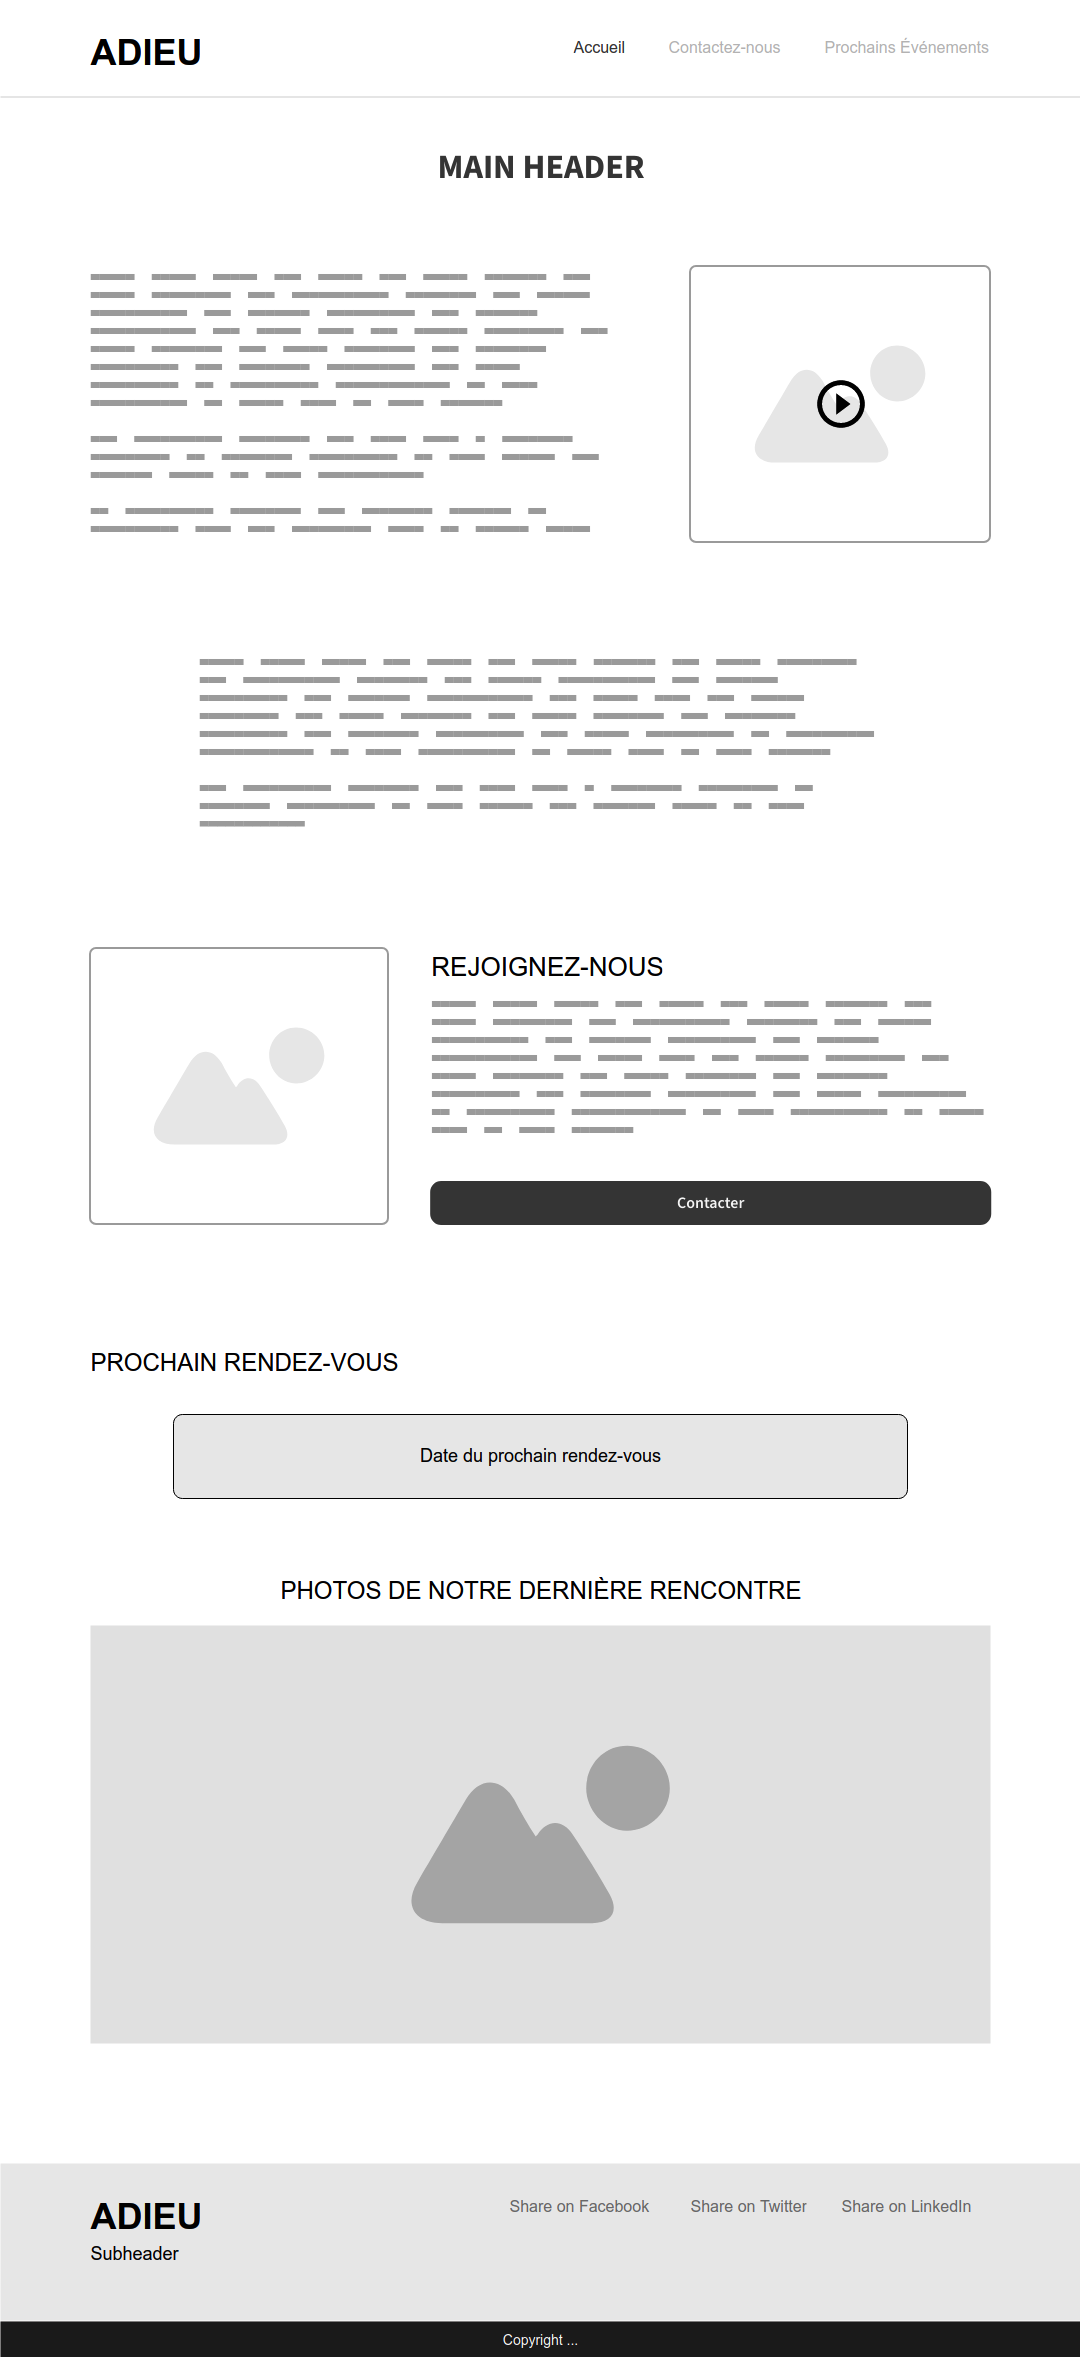 ADIEU
Accueil
Contactez-nous
Prochains Événements
MAIN HEADER
REJOIGNEZ-NOUS
Contacter
PROCHAIN RENDEZ-VOUS
Date du prochain rendez-vous
PHOTOS DE NOTRE DERNIÈRE RENCONTRE
ADIEU
Share on Facebook
Share on Twitter
Share on LinkedIn
Subheader
Copyright ...